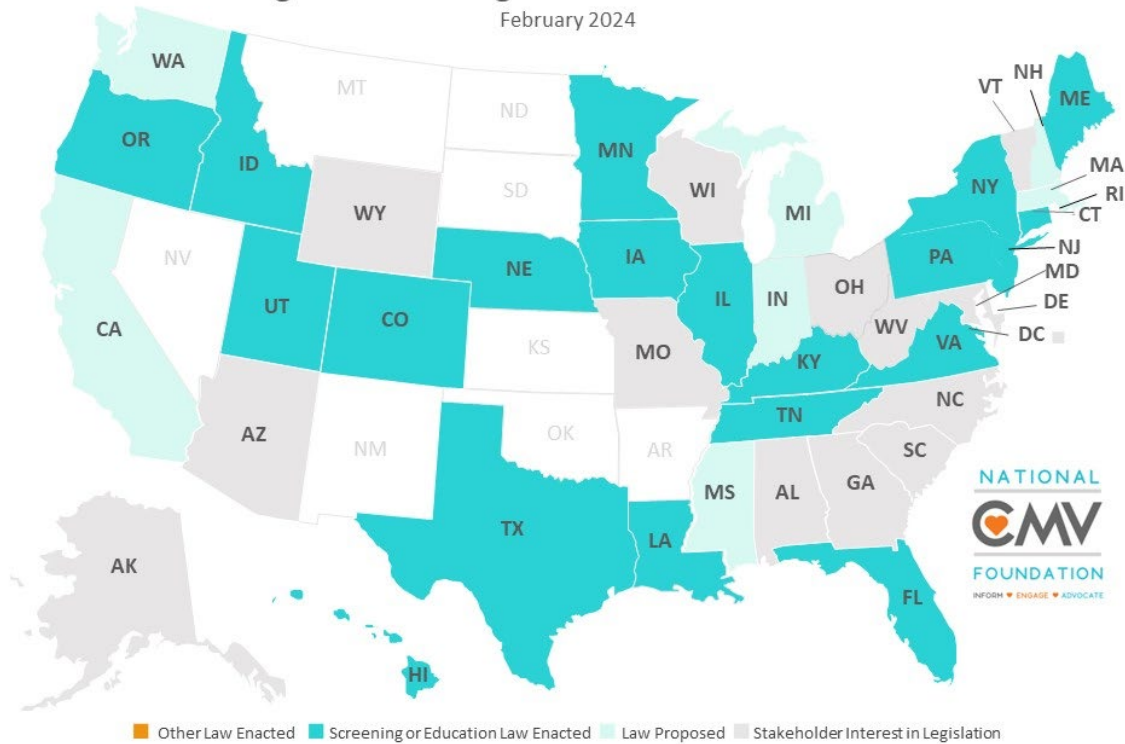 February 2024
WA
MT
ND
VT
NH
ME
OR
ID
MN
SD
WI
NY
MA
RI
CT
WY
MI
NE
IA
PA
NJ
MD
NV
UT
CO
IL
IN
OH
DE
WV
DC
CA
KS
MO
KY
VA
AZ
NM
OK
AR
TN
NC
SC
MS
AL
GA
TX
LA
AK
FL
HI
NATIONAL
CMV
FOUNDATION
INFORM ENGAGE ADVOCATE
Other Law Enacted Screening or Education Law Enacted Law Proposed Stakeholder Interest in Legislation